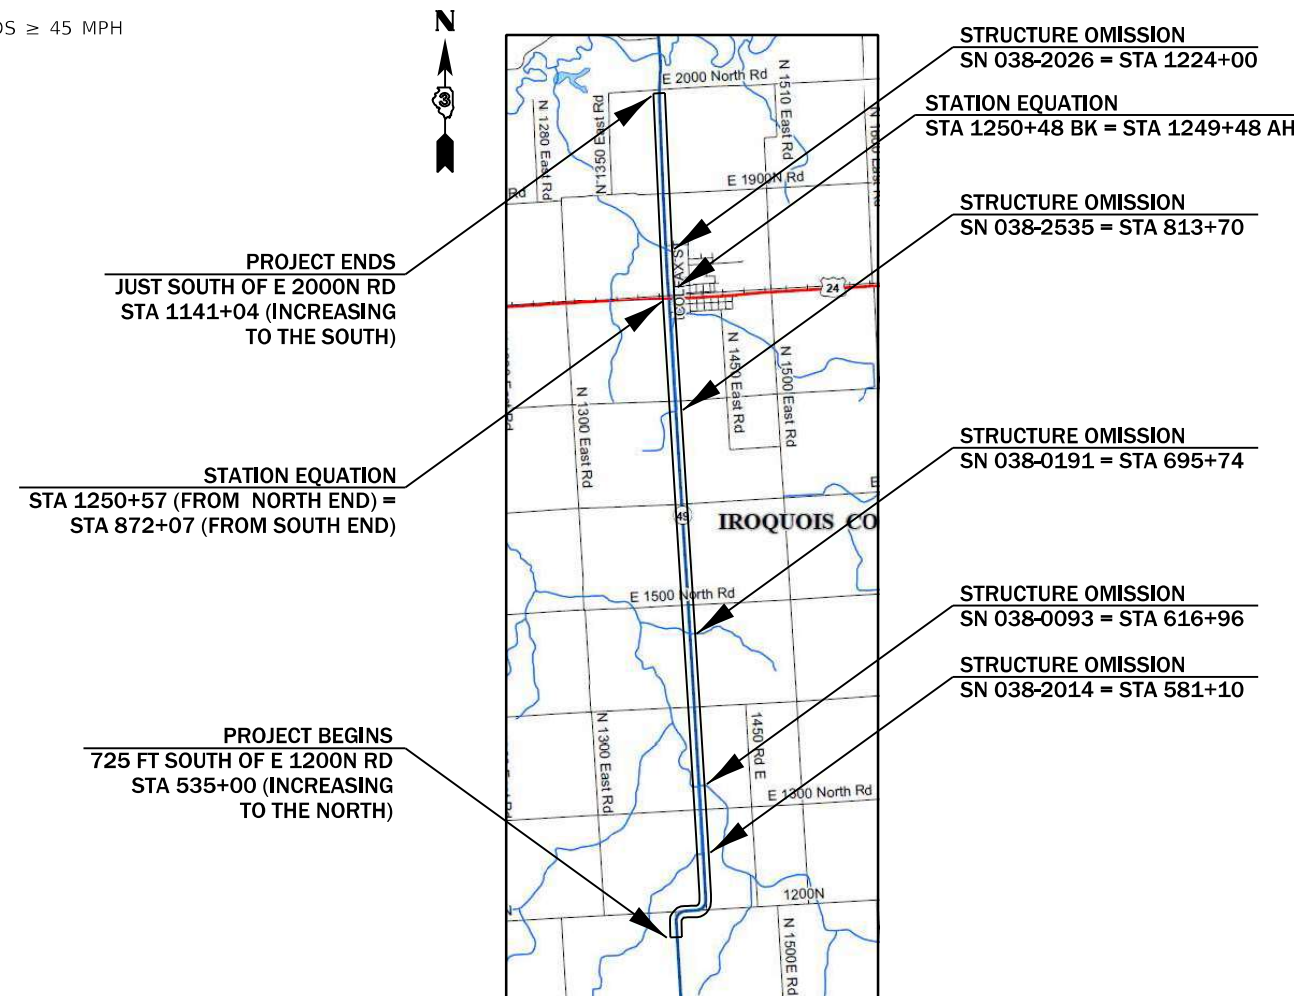 DS ≥ 45 MPH
N
3
STRUCTURE OMISSION
SN 038-2026 = STA 1224+00
STATION EQUATION
STA 1250+48 BK = STA 1249+48 AH
STRUCTURE OMISSION
SN 038-2535 = STA 813+70
PROJECT ENDS
JUST SOUTH OF E 2000N RD
STA 1141+04 (INCREASING
TO THE SOUTH)
STATION EQUATION
STA 1250+57 (FROM NORTH END) =
STA 872+07 (FROM SOUTH END)
STRUCTURE OMISSION
SN 038-0191 = STA 695+74
STRUCTURE OMISSION
SN 038-0093 = STA 616+96
STRUCTURE OMISSION
SN 038-2014 = STA 581+10
PROJECT BEGINS
725 FT SOUTH OF E 1200N RD
STA 535+00 (INCREASING
TO THE NORTH)
E 2000 North Rd
N 1280 East Rd
N 1350 East Rd
N 1510 East Rd
East Rd
Rd
E 1900N Rd
COLFAX S
24
N 1300 East Rd
N 1450 East Rd
N 1500 East Rd
East Rd
E
49
IROQUOIS CO
E 1500 North Rd
N 1300 East Rd
1450 Rd E
E 1300 North Rd
1200N
N 1500E Rd